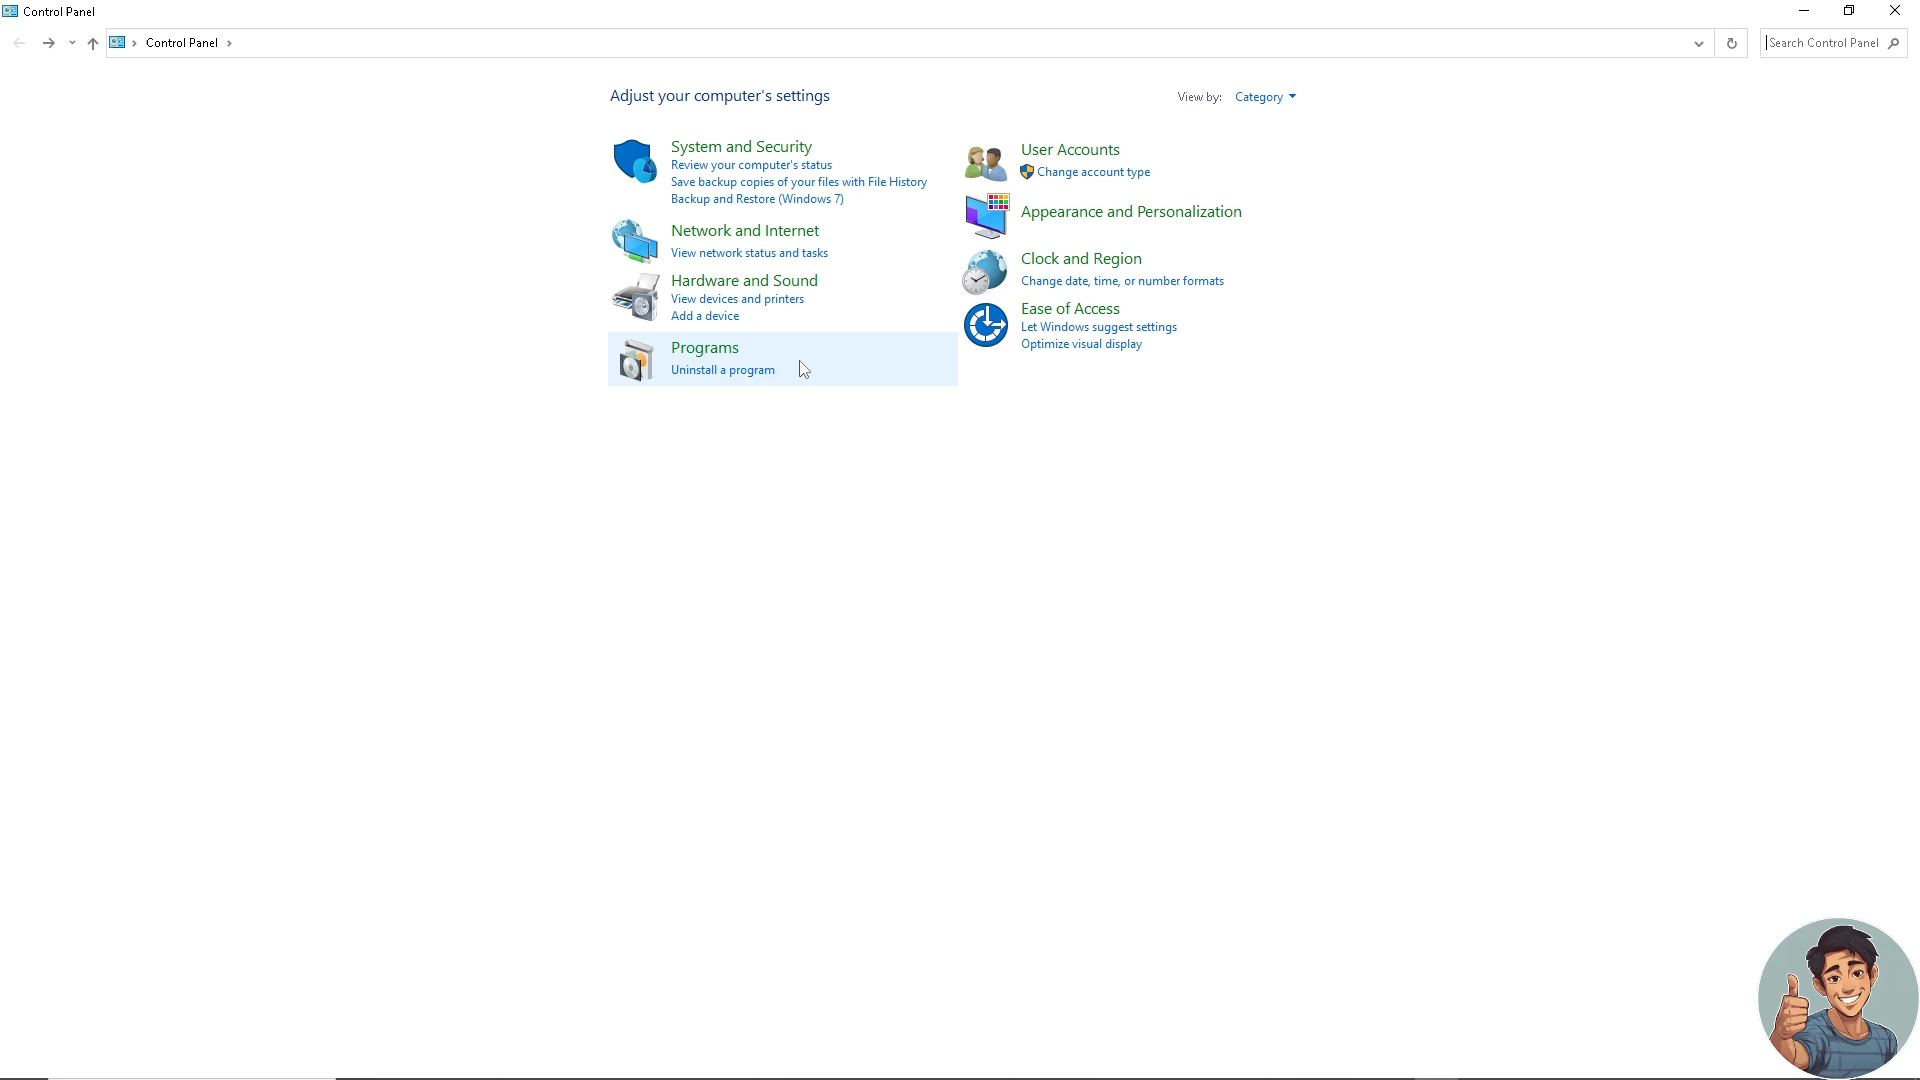 Control Panel
Control Panel
Search Control Panel
Adjust your computer's settings
View by: Category
System and Security
Review your computer's status
Save backup copies of your files with File History
Backup and Restore (Windows 7)
Network and Internet
View network status and tasks
Hardware and Sound
View devices and printers
Add a device
Programs
Uninstall a program
User Accounts
Change account type
Appearance and Personalization
Clock and Region
Change date, time, or number formats
Ease of Access
Let Windows suggest settings
Optimize visual display